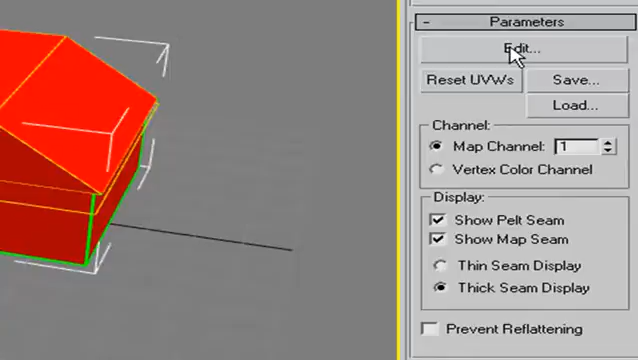 - Parameters
Edit...
Reset UVWs Save...
Load...
Channel:
Map Channel: 1
Vertex Color Channel
Display:
Show Pelt Seam
Show Map Seam
Thin Seam Display
Thick Seam Display
Prevent Reflattening